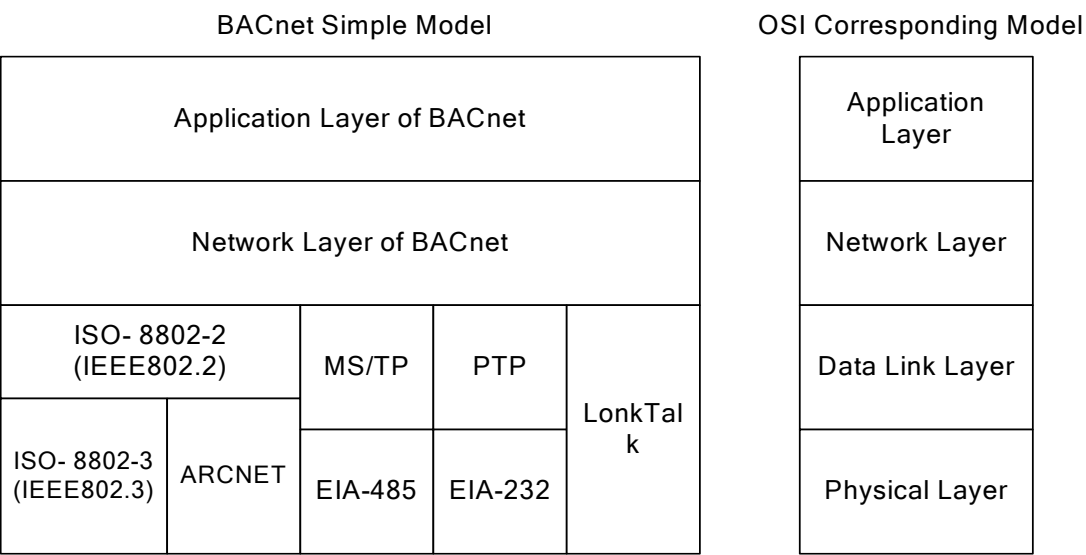 BACnet Simple Model
OSI Corresponding Model
Application Layer of BACnet
Application
Layer
Network Layer of BACnet
Network Layer
ISO- 8802-2
(IEEE802.2)
MS/TP
PTP
LonkTal
k
Data Link Layer
ISO- 8802-3
(IEEE802.3)
ARCNET
EIA-485
EIA-232
Physical Layer